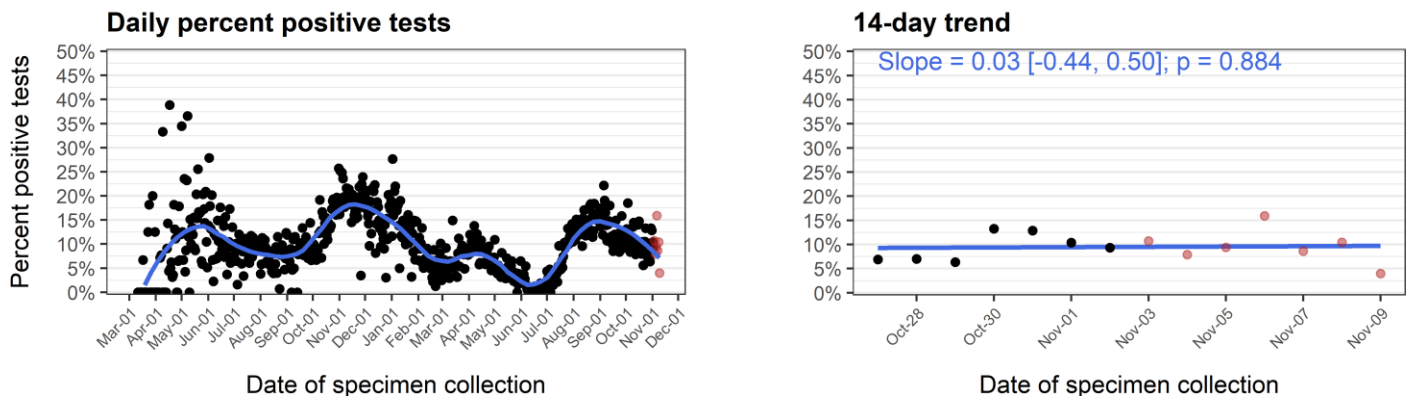 Daily percent positive tests
Percent positive tests
50%
45%
40%
35%
30%
25%
20%
15%
10%
5%
0%
Mar-01
Apr-01
May-01
Jun-01
Jul-01
Aug-01
Sep-01
Oct-01
Nov-01
Dec-01
Jan-01
Feb-01
Mar-01
Apr-01
May-01
Jun-01
Jul-01
Aug-01
Sep-01
Oct-01
Nov-01
Dec-01
Date of specimen collection
14-day trend
Slope = 0.03 [-0.44, 0.50]; p = 0.884
50%
45%
40%
35%
30%
25%
20%
15%
10%
5%
0%
Oct-28
Oct-30
Nov-01
Nov-03
Nov-05
Nov-07
Nov-09
Date of specimen collection